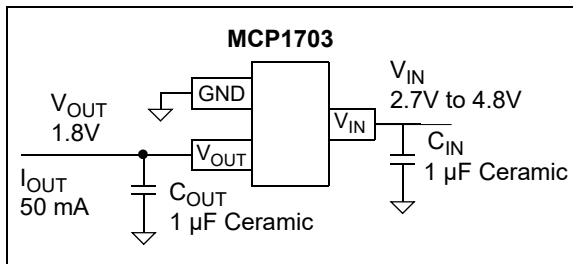 MCP1703
GND
V_IN
2.7V to 4.8V
V_OUT
1.8V
V_IN
V_OUT
C_IN
1 µF Ceramic
I_OUT
50 mA
C_OUT
1 µF Ceramic